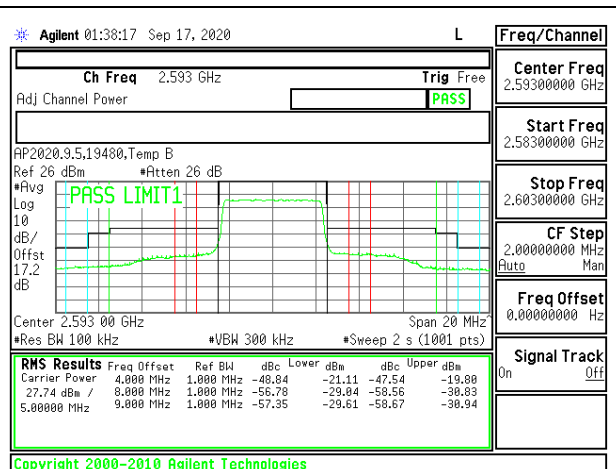 Agilent 01:38:17 Sep 17, 2020 L Freq/Channel
Ch Freq 2.593 GHz Trig Free
Adj Channel Power PASS
Center Freq
2.59300000 GHz
Start Freq
2.58300000 GHz
AP2020.9.5,19480,Temp B
Ref 26 dBm #Atten 26 dB
#Avg
Log
10
dB/
Offst
17.2
dB
PASS LIMIT1
Stop Freq
2.60300000 GHz
CF Step
2.00000000 MHz
Auto Man
Freq Offset
0.00000000 Hz
Center 2.593 00 GHz Span 20 MHz
#Res BW 100 kHz #VBW 300 kHz #Sweep 2 s (1001 pts)
Signal Track
On Off
RMS Results Freq Offset Ref BW dBc Lower dBm dBc Upper dBm
Carrier Power 4.000 MHz 1.000 MHz -48.84 -21.11 -47.54 -19.80
27.74 dBm / 8.000 MHz 1.000 MHz -56.78 -29.04 -58.56 -30.83
5.00000 MHz 9.000 MHz 1.000 MHz -57.35 -29.61 -58.67 -30.94
Copyright 2000-2010 Agilent Technologies